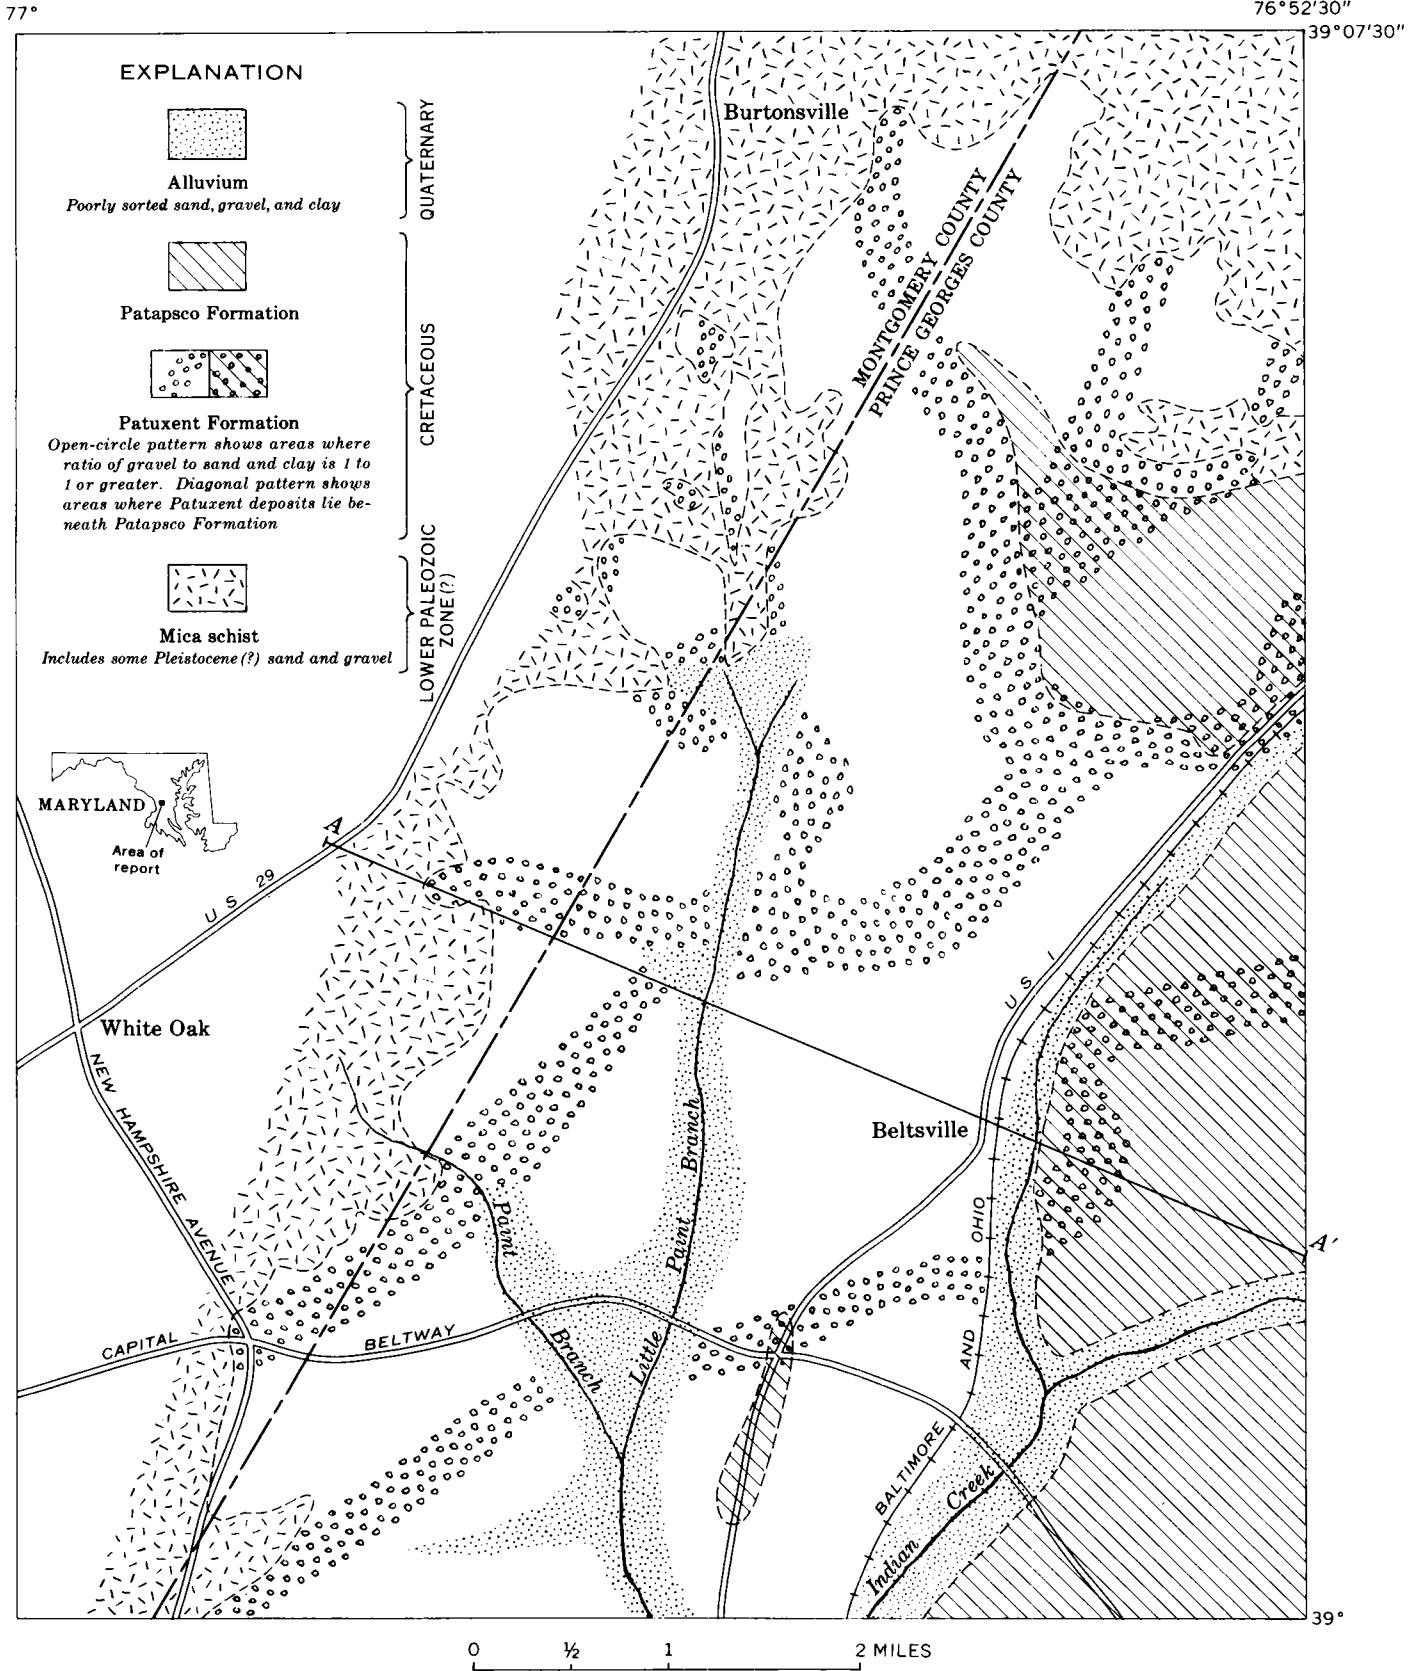 77°
76°52'30"
39°07'30"
EXPLANATION
Alluvium
Poorly sorted sand, gravel, and clay
QUATERNARY
Patapsco Formation
Patuxent Formation
Open-circle pattern shows areas where
ratio of gravel to sand and clay is 1 to
1 or greater. Diagonal pattern shows
areas where Patuxent deposits lie be-
neath Patapsco Formation
CRETACEOUS
Mica schist
Includes some Pleistocene(?) sand and gravel
LOWER PALEOZOIC
ZONE(?)
Burtonsville
MONTGOMERY COUNTY
PRINCE GEORGES COUNTY
MARYLAND
Area of
report
A
U S 29
White Oak
NEW HAMPSHIRE AVENUE
U S 1
Beltsville
Paint Branch
Little Paint Branch
BALTIMORE AND OHIO
A'
CAPITAL BELTWAY
Indian Creek
39°
0 ½ 1 2 MILES